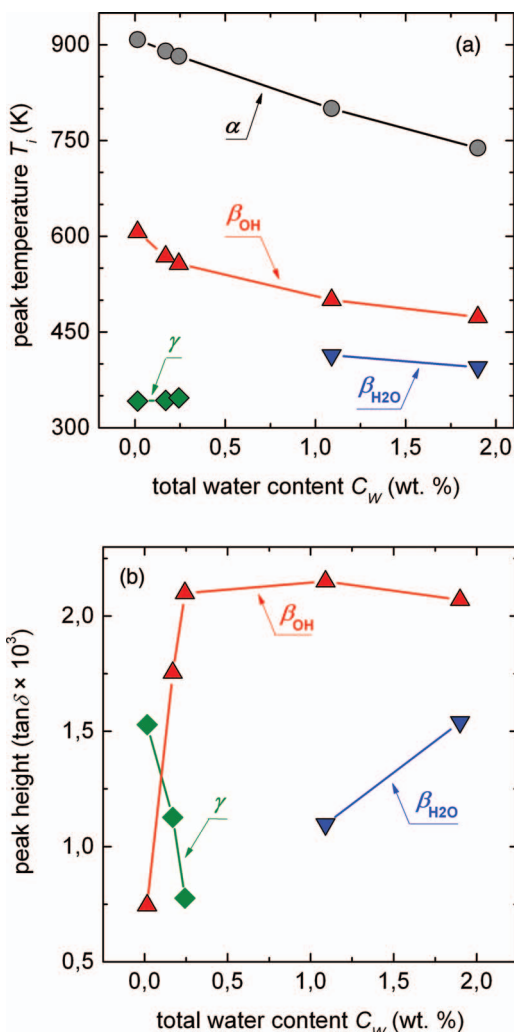 (a)
900
750
600
450
300
peak temperature T_i (K)
α
β_OH
γ
β_H2O
0,0 0,5 1,0 1,5 2,0
total water content C_W (wt. %)
(b)
2,0
1,5
1,0
0,5
peak height (tanδ × 10³)
β_OH
γ
β_H2O
0,0 0,5 1,0 1,5 2,0
total water content C_W (wt. %)